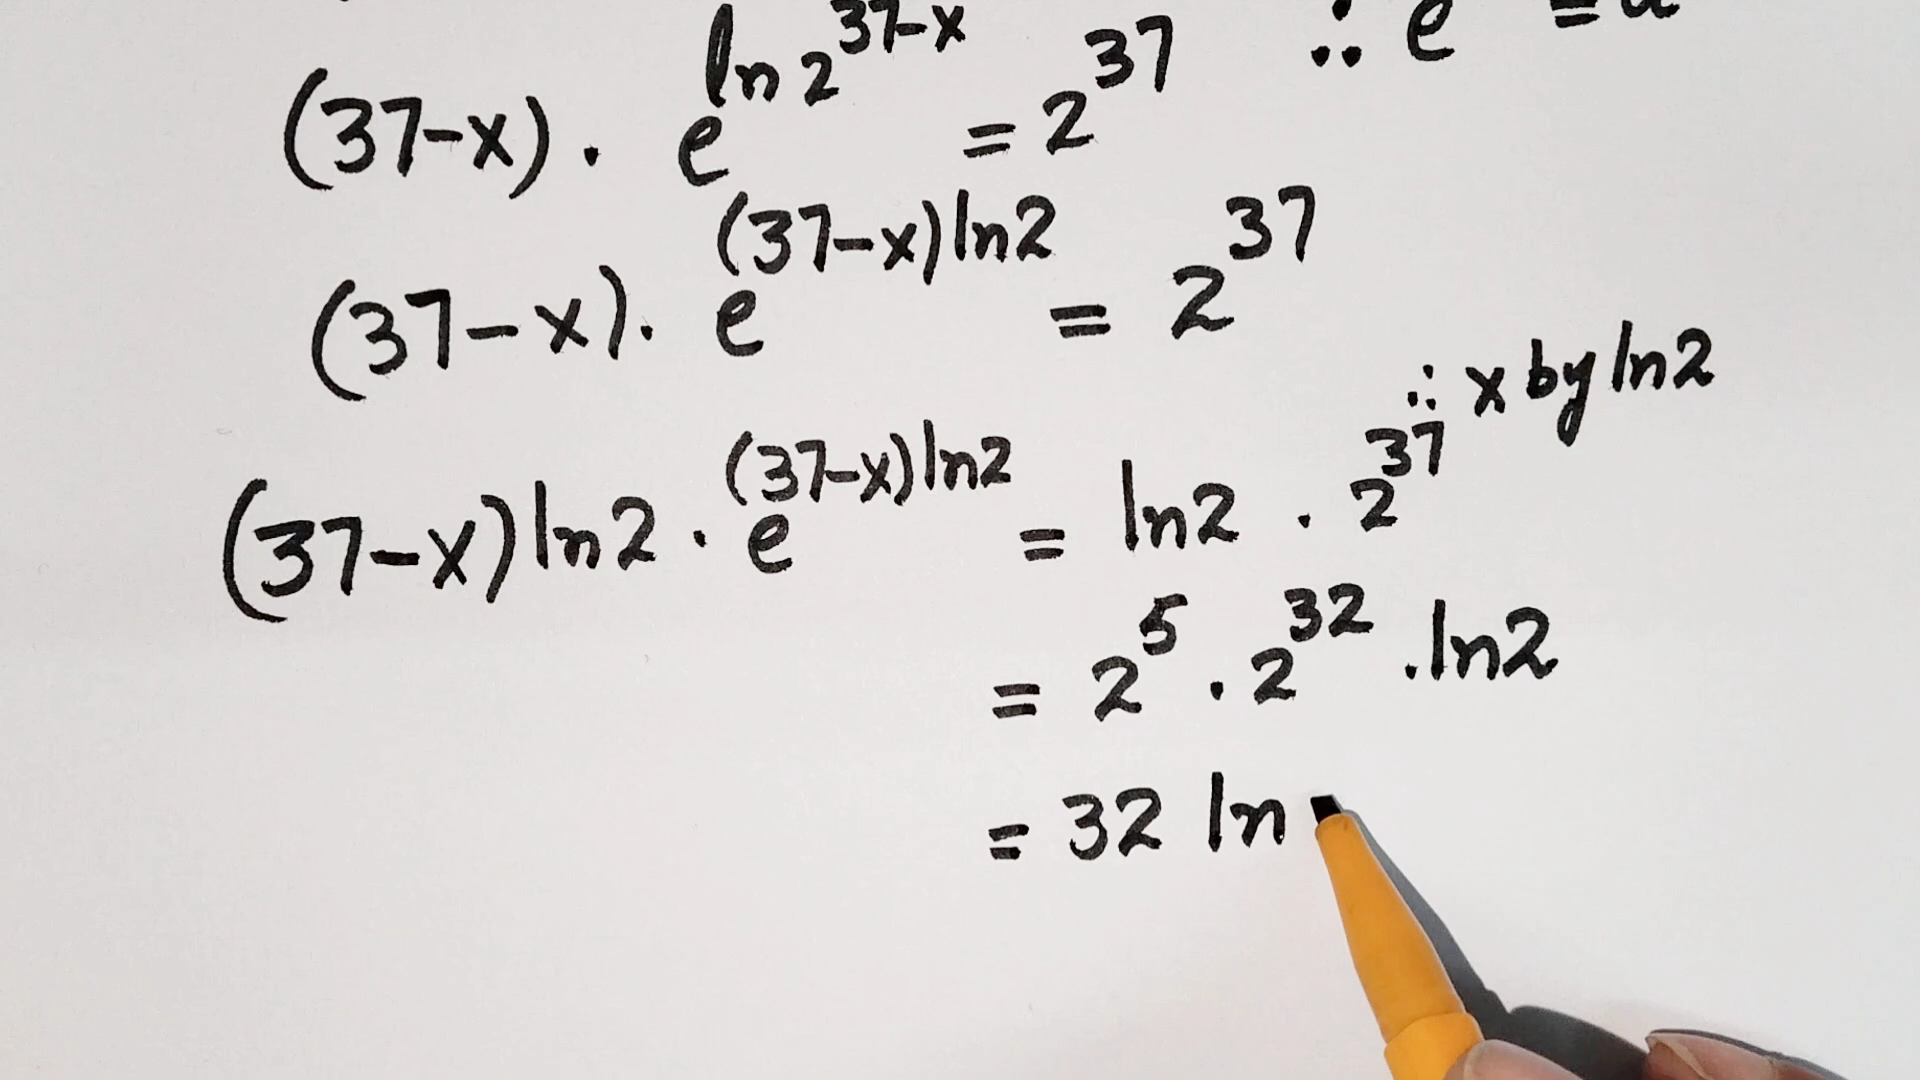 (37-x) . e^{ln 2^{37-x}} = 2^{37} ∴ e =
(37-x). e^{(37-x)ln2} = 2^{37}
∴ x by ln2
(37-x)ln2 . e^{(37-x)ln2} = ln2 . 2^{37}
= 2^5 . 2^{32} .ln2
= 32 ln